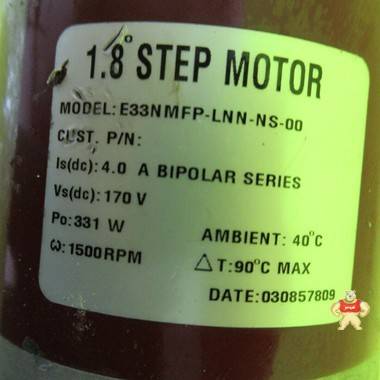 1.8° STEP MOTOR
MODEL: E33NMFP-LNN-NS-00
CUST. P/N:
Is(dc): 4.0 A BIPOLAR SERIES
Vs(dc): 170 V
Po: 331 W
AMBIENT: 40°C
ω: 1500RPM
△T: 90°C MAX
DATE: 030857809